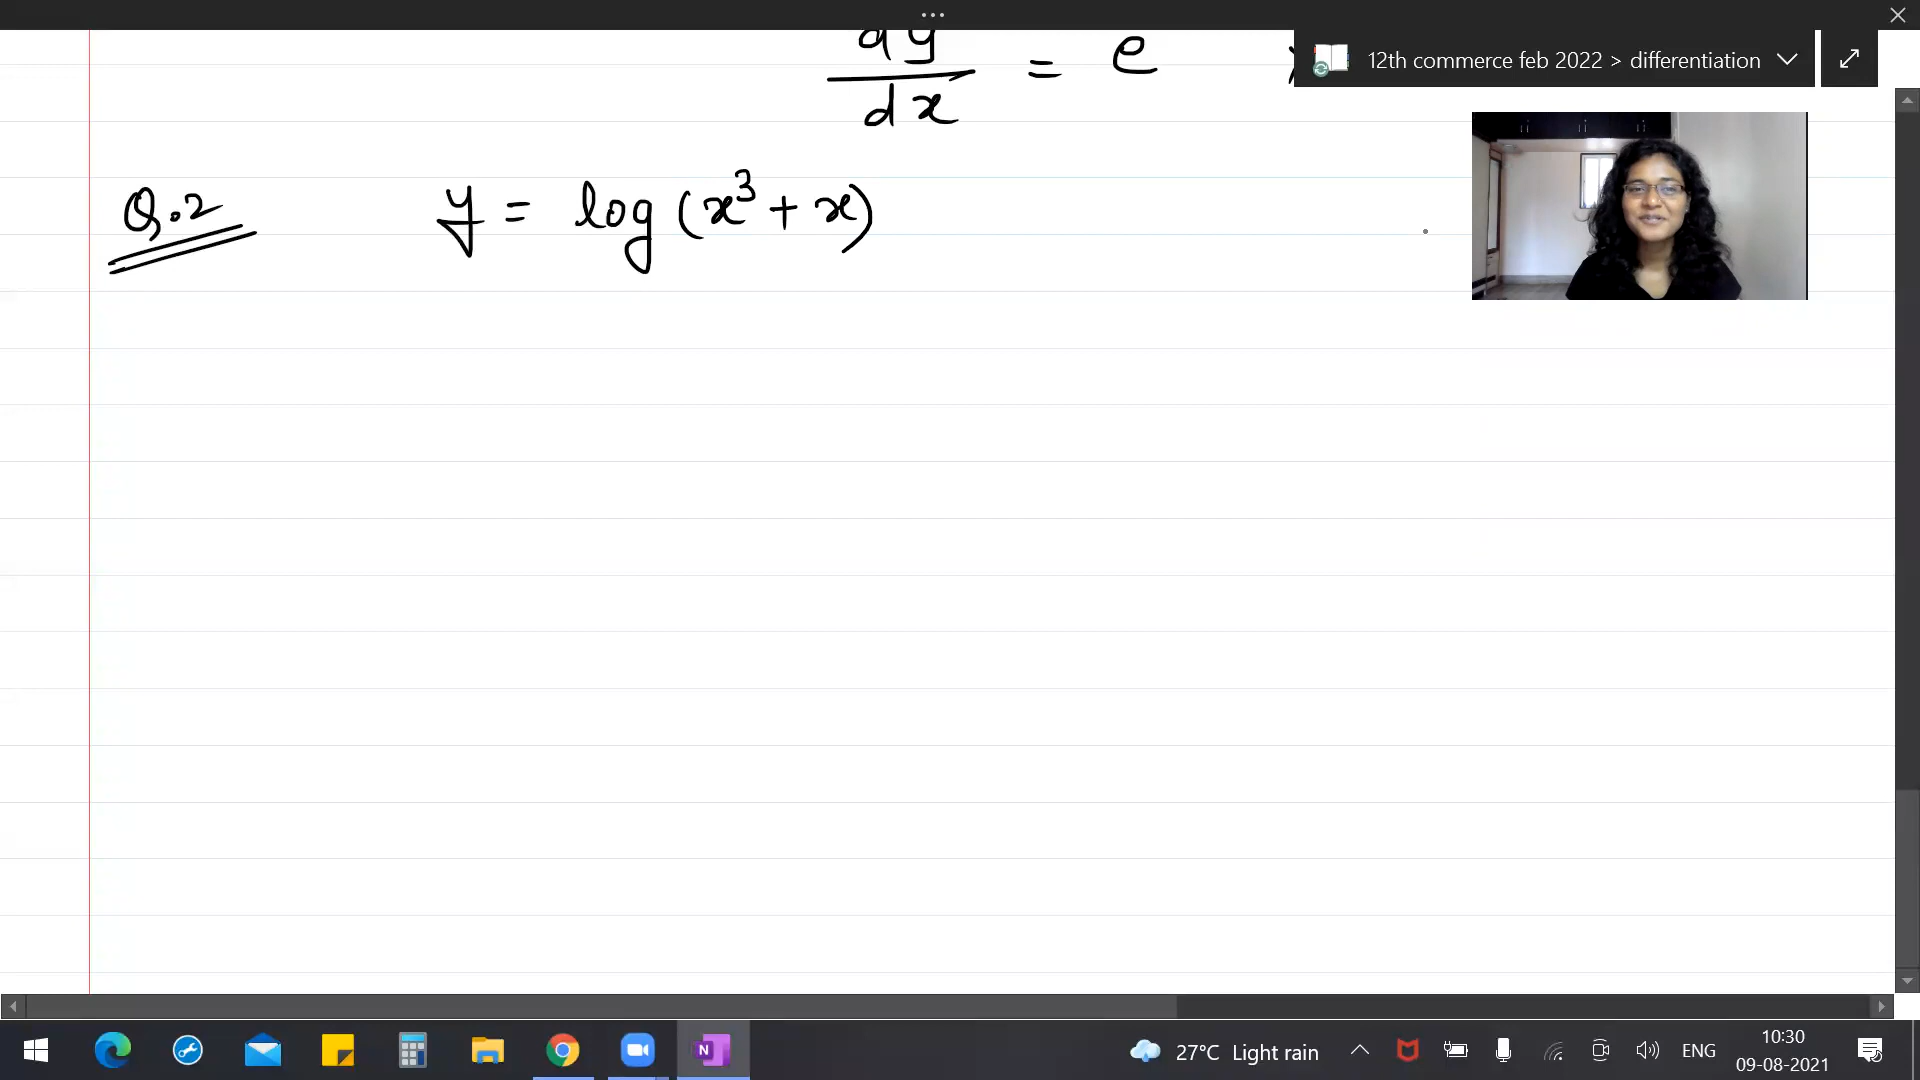 ...
dy
dx
= e
12th commerce feb 2022 > differentiation
Q.2 y = log (x³ + x)
27°C Light rain
ENG
10:30
09-08-2021